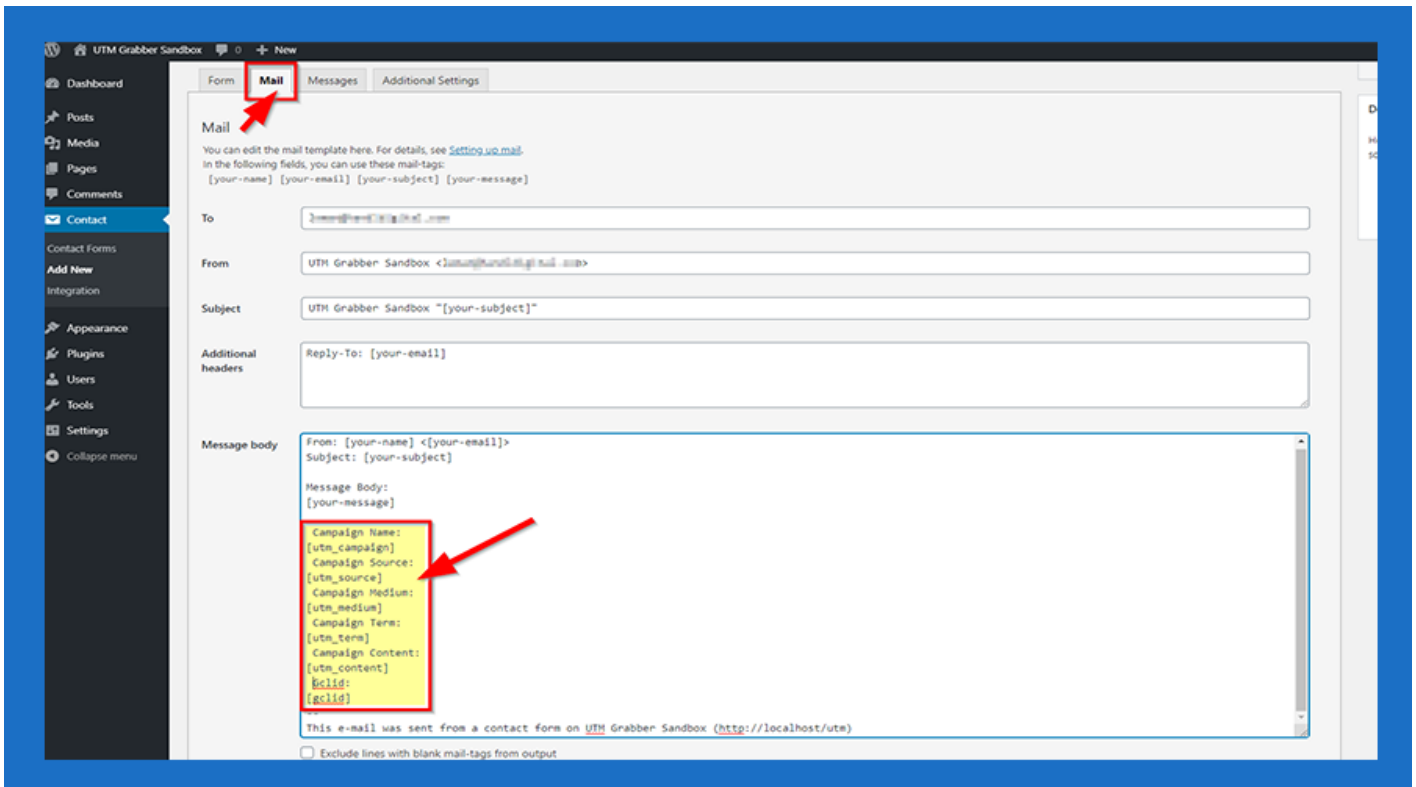 UTM Grabber Sandbox 0 + New
Dashboard
Posts
Media
Pages
Comments
Contact
Contact Forms
Add New
Integration
Appearance
Plugins
Users
Tools
Settings
Collapse menu
Form Mail Messages Additional Settings
Mail
You can edit the mail template here. For details, see Setting up mail.
In the following fields, you can use these mail-tags:
[your-name] [your-email] [your-subject] [your-message]
To
From UTM Grabber Sandbox <
Subject UTM Grabber Sandbox "[your-subject]"
Additional headers
Reply-To: [your-email]
Message body
From: [your-name] <[your-email]>
Subject: [your-subject]
Message Body:
[your-message]
Campaign Name:
[utm_campaign]
Campaign Source:
[utm_source]
Campaign Medium:
[utm_medium]
Campaign Term:
[utm_term]
Campaign Content:
[utm_content]
Gclid:
[gclid]
--
This e-mail was sent from a contact form on UTM Grabber Sandbox (http://localhost/utm)
Exclude lines with blank mail-tags from output